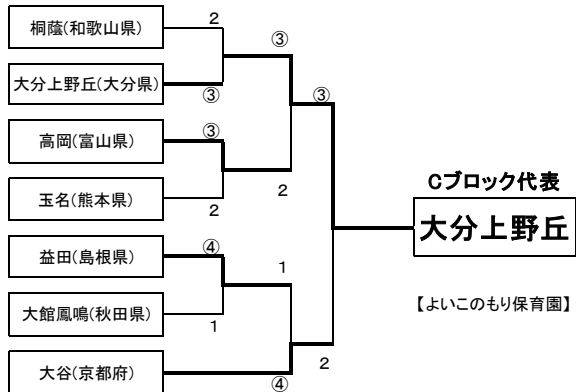 桐蔭(和歌山県)
2
③
大分上野丘(大分県)
③
③
高岡(富山県)
③
玉名(熊本県)
2
2
Cブロック代表
大分上野丘
益田(島根県)
④
1
大館鳳鳴(秋田県)
1
【よいこのもり保育園】
大谷(京都府)
④
2